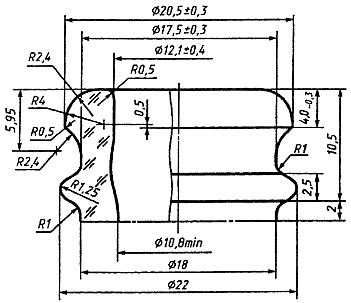 Ø20,5±0,3
Ø17,5±0,3
Ø12,1±0,4
R2,4
R0,5
R4
0,5
4,0-0,3
5,95
R0,5
10,5
R2,4
R1
R1,25
2,5
R1
2
Ø10,8min
Ø18
Ø22